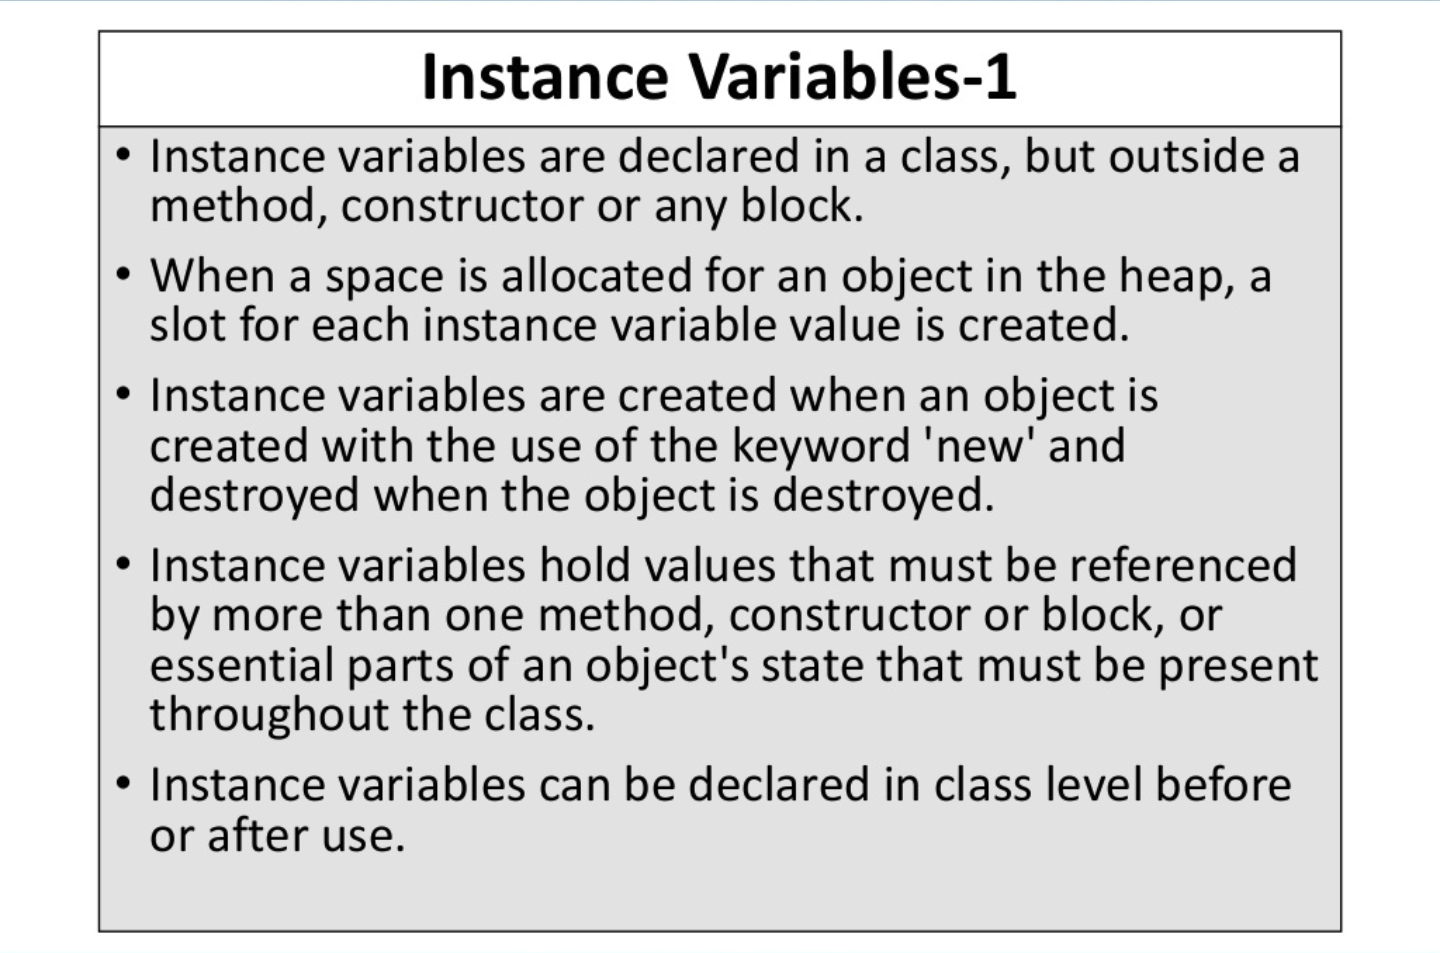 Instance Variables-1
• Instance variables are declared in a class, but outside a
method, constructor or any block.
• When a space is allocated for an object in the heap, a
slot for each instance variable value is created.
• Instance variables are created when an object is
created with the use of the keyword 'new' and
destroyed when the object is destroyed.
• Instance variables hold values that must be referenced
by more than one method, constructor or block, or
essential parts of an object's state that must be present
throughout the class.
• Instance variables can be declared in class level before
or after use.